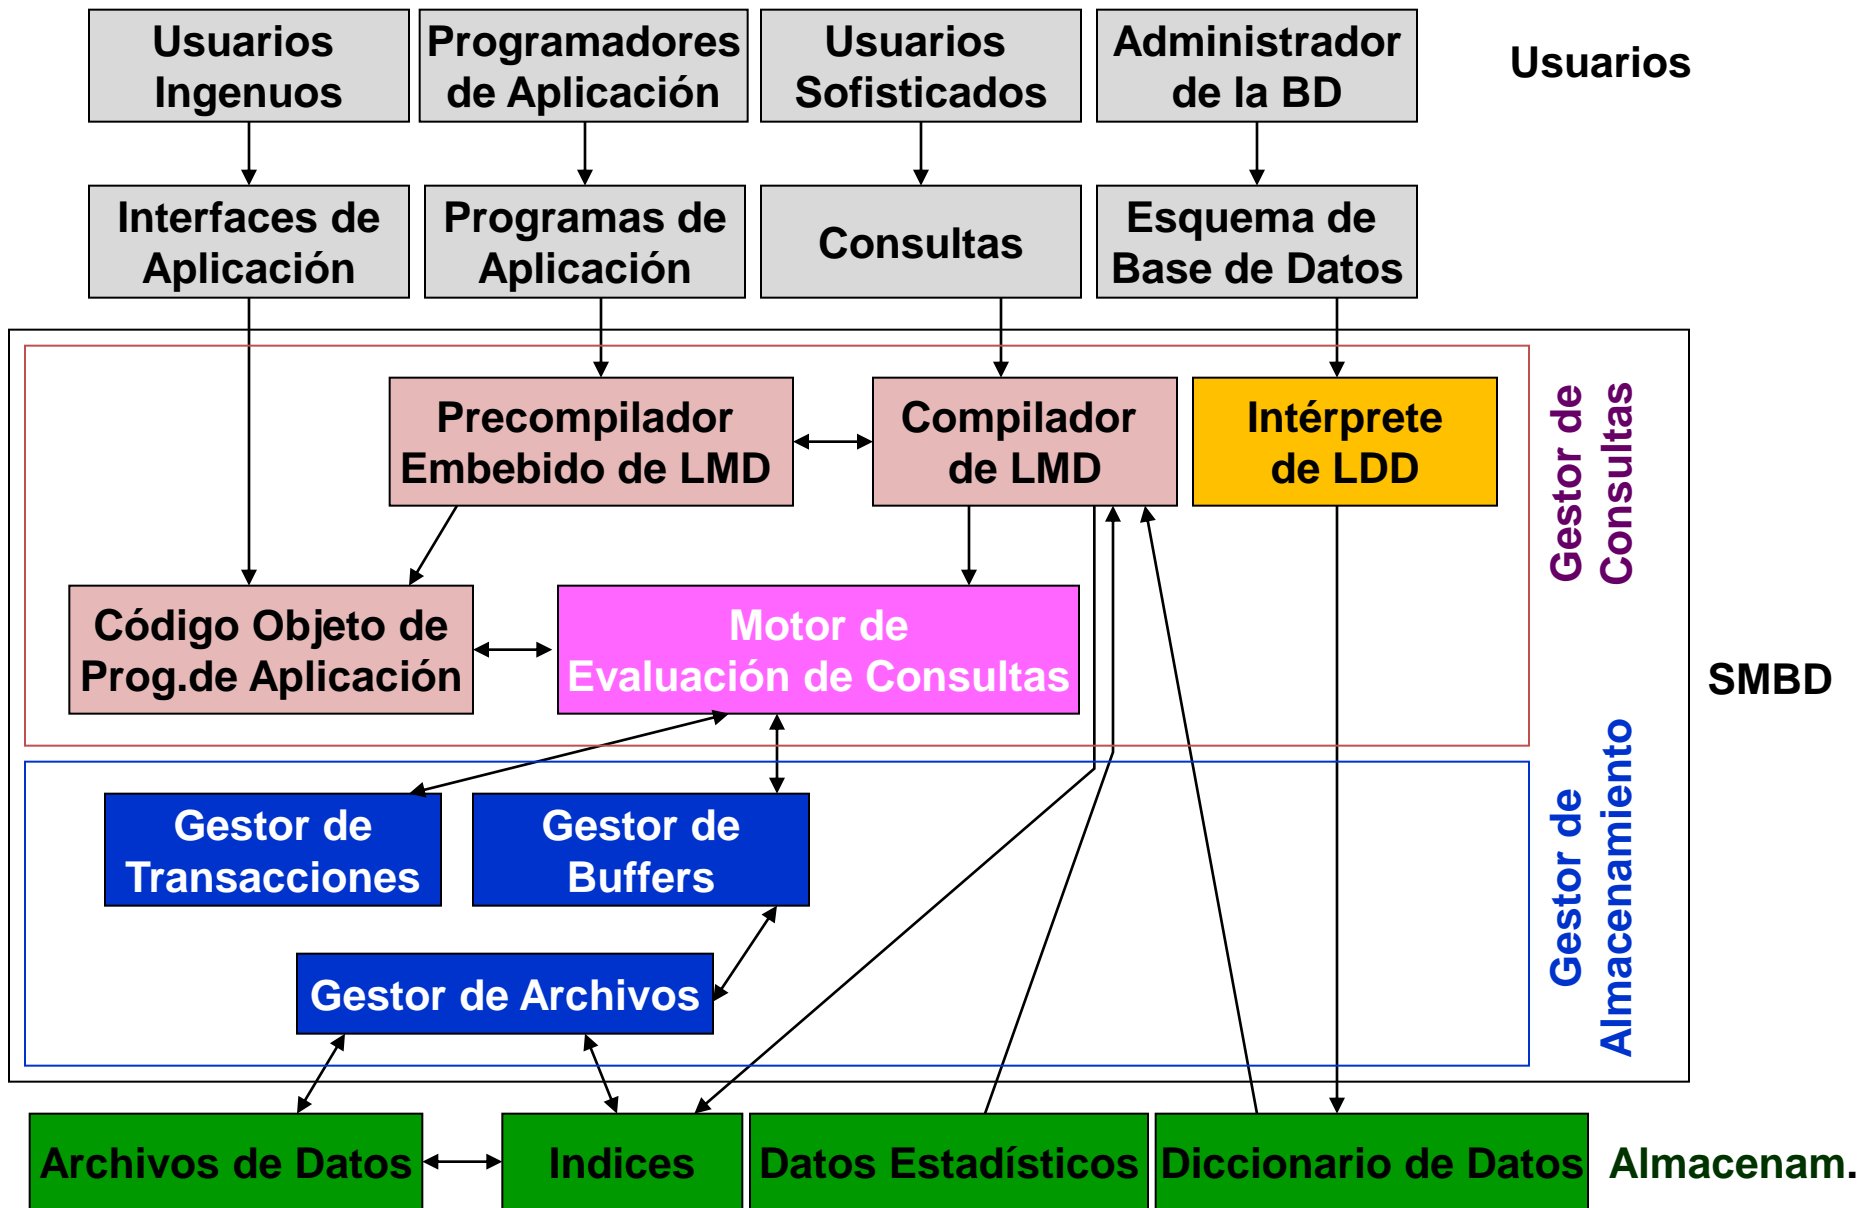 Usuarios
Ingenuos
Programadores
de Aplicación
Usuarios
Sofisticados
Administrador
de la BD
Usuarios
Interfaces de
Aplicación
Programas de
Aplicación
Consultas
Esquema de
Base de Datos
Precompilador
Embebido de LMD
Compilador
de LMD
Intérprete
de LDD
Gestor de
Consultas
Código Objeto de
Prog.de Aplicación
Motor de
Evaluación de Consultas
SMBD
Gestor de
Transacciones
Gestor de
Buffers
Gestor de Archivos
Gestor de
Almacenamiento
Archivos de Datos
Indices
Datos Estadísticos
Diccionario de Datos
Almacenam.